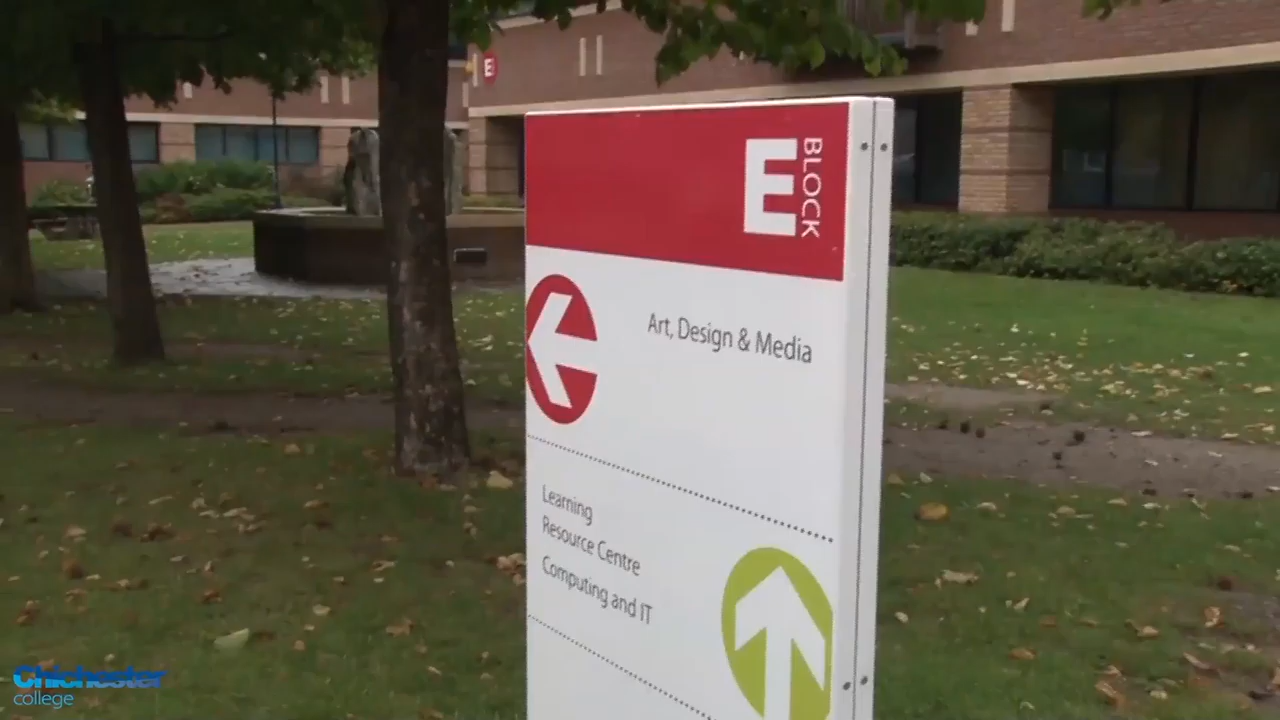 E
E
BLOCK
Art, Design & Media
Learning
Resource Centre
Computing and IT
Chichester
college